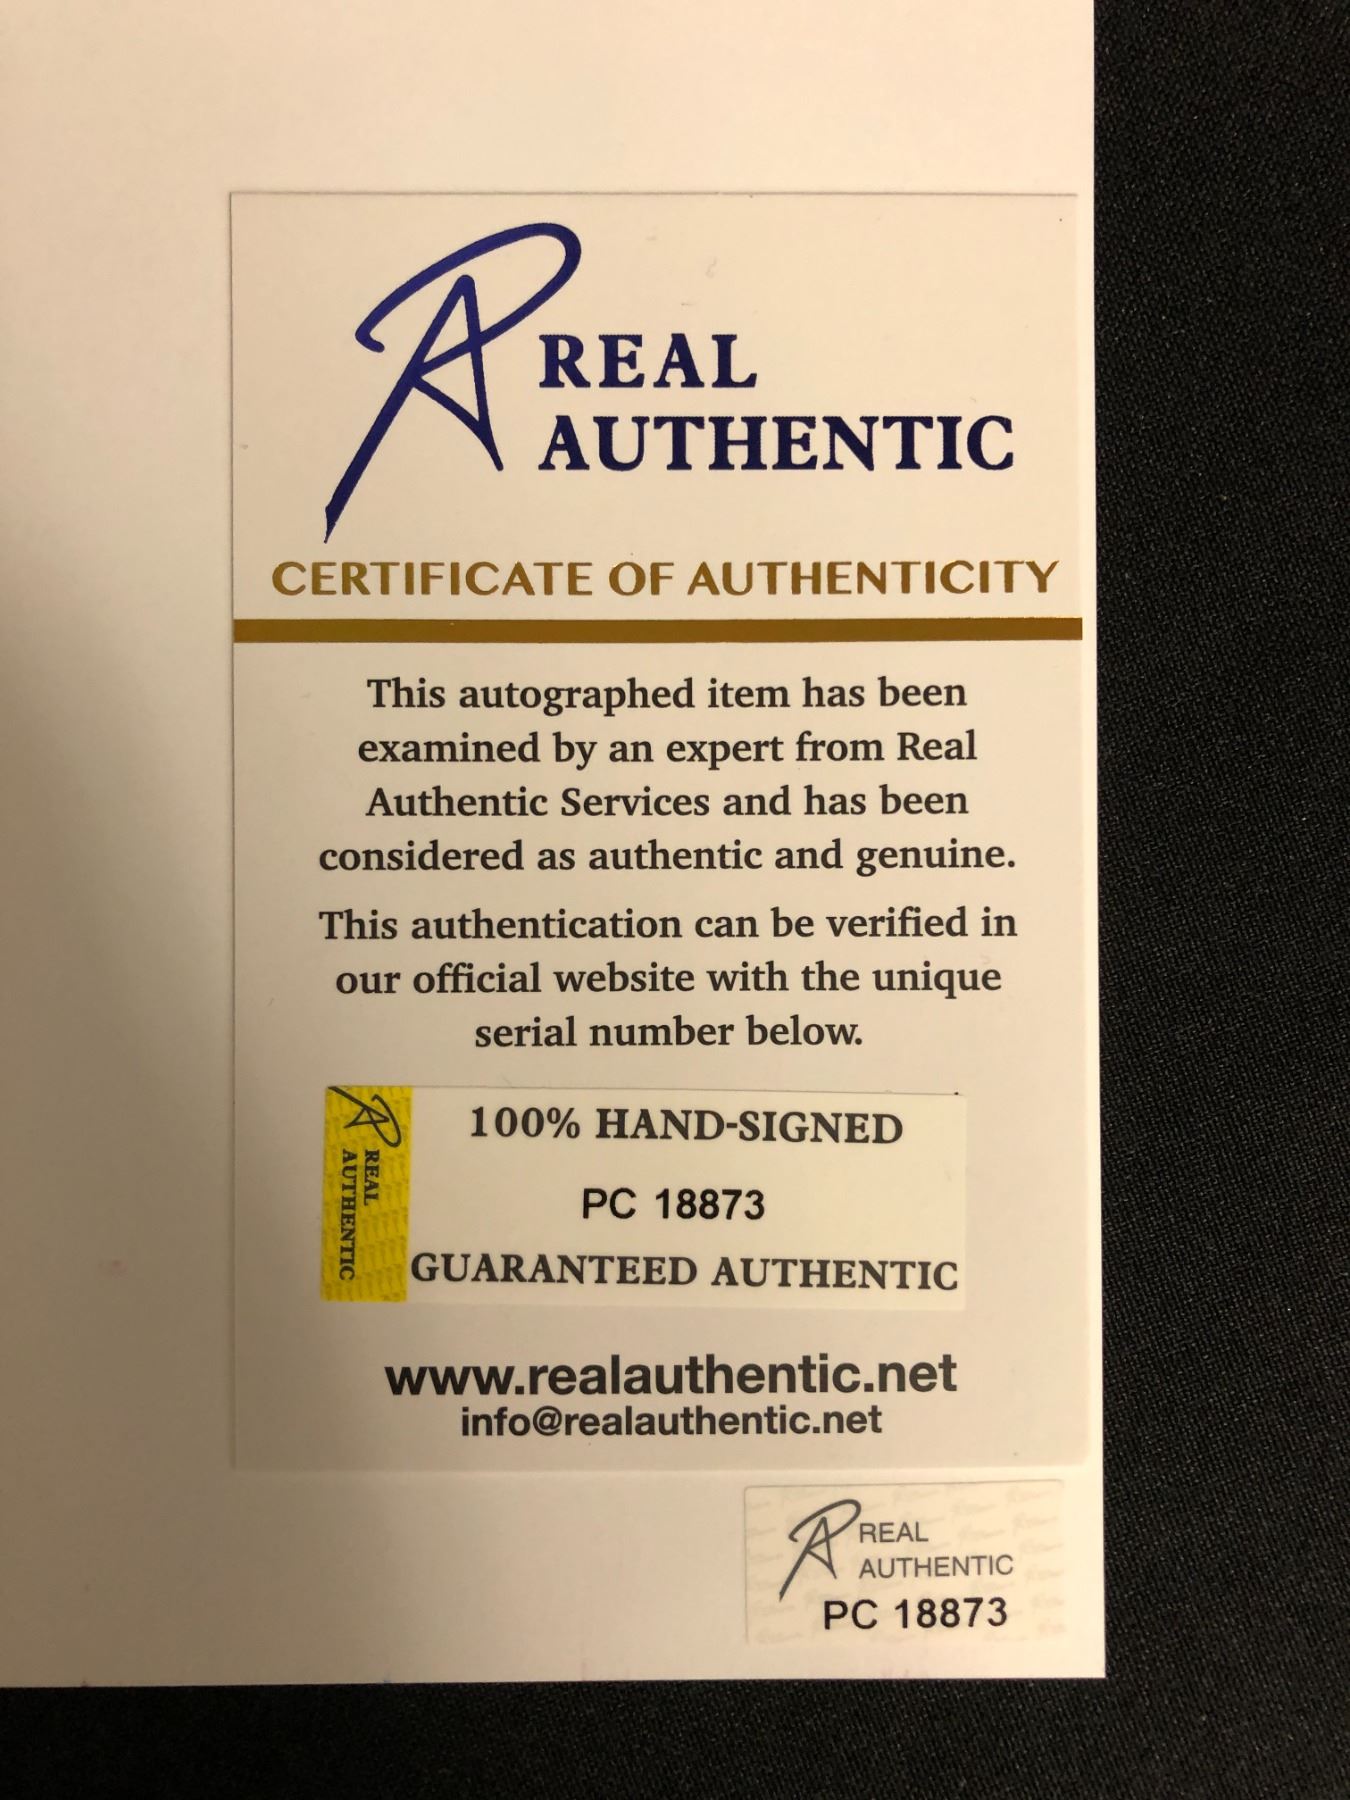 REAL
AUTHENTIC
CERTIFICATE OF AUTHENTICITY
This autographed item has been
examined by an expert from Real
Authentic Services and has been
considered as authentic and genuine.
This authentication can be verified in
our official website with the unique
serial number below.
REAL
AUTHENTIC
100% HAND-SIGNED
PC 18873
GUARANTEED AUTHENTIC
www.realauthentic.net
info@realauthentic.net
REAL
AUTHENTIC
PC 18873